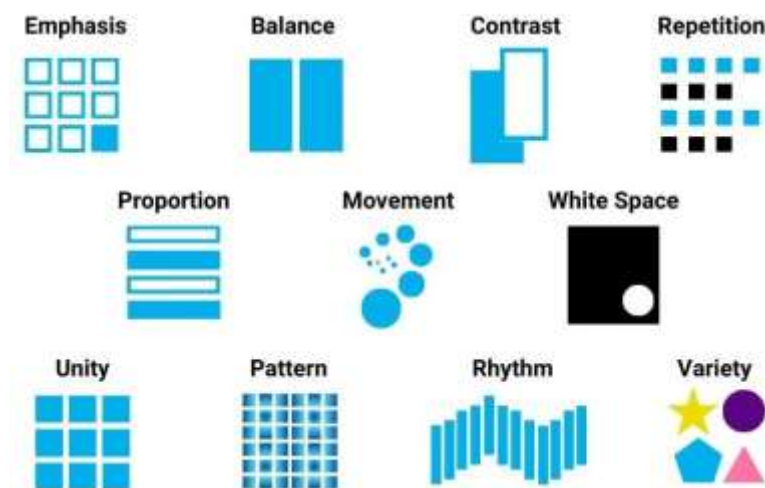 Emphasis Balance Contrast Repetition
Proportion Movement White Space
Unity Pattern Rhythm Variety